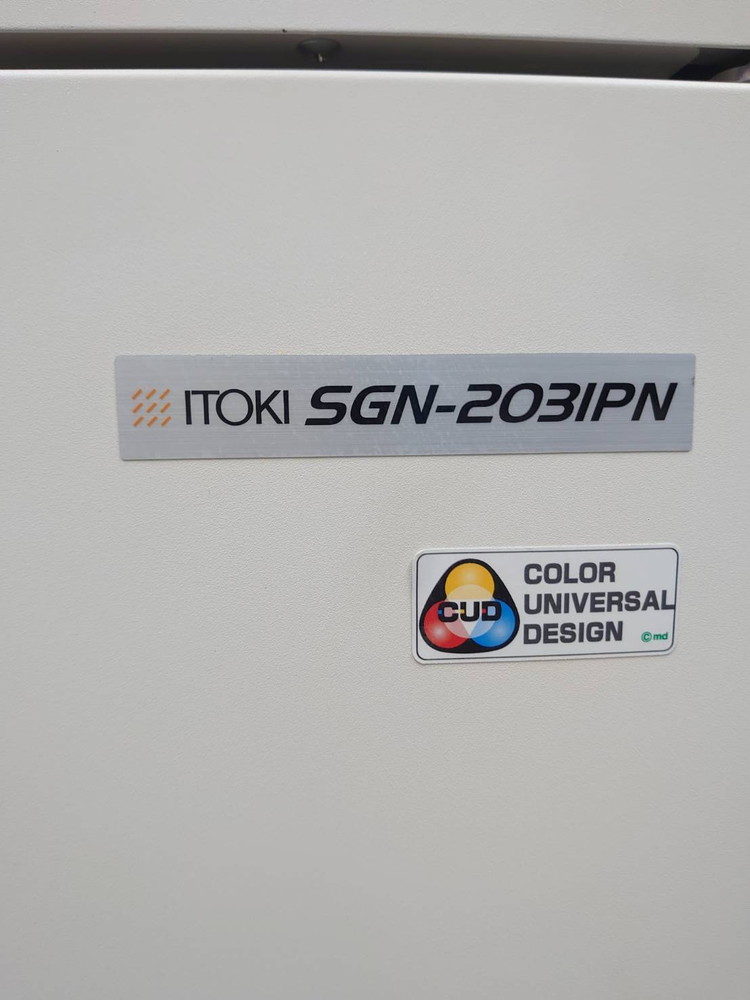 ITOKI SGN-2031PN
CUD
COLOR
UNIVERSAL
DESIGN
©md